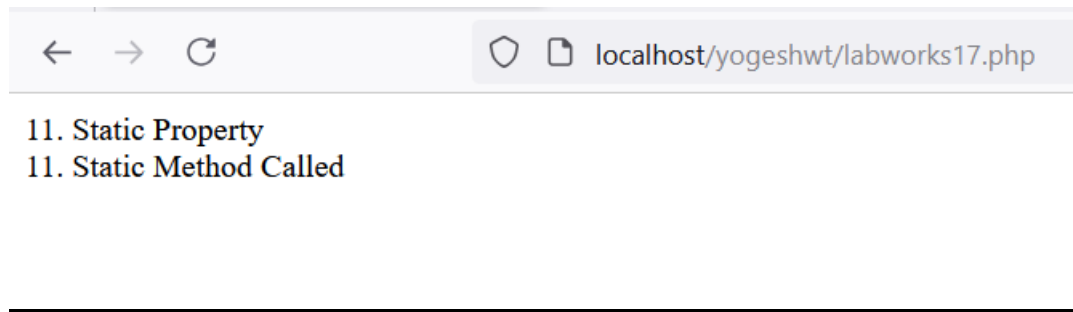 localhost/yogeshwt/labworks17.php
11. Static Property
11. Static Method Called